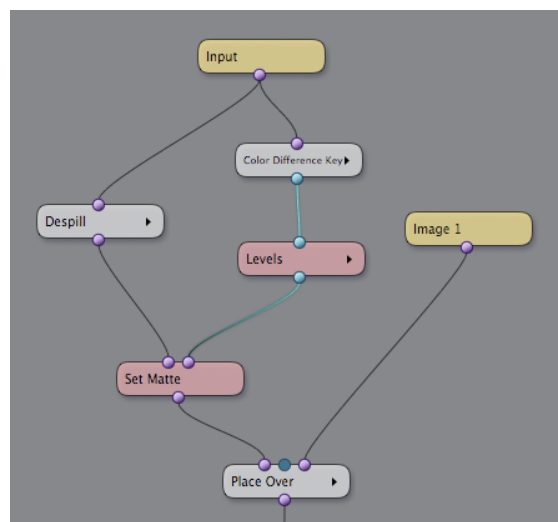 Input
Color Difference Key
Despill
Image 1
Levels
Set Matte
Place Over